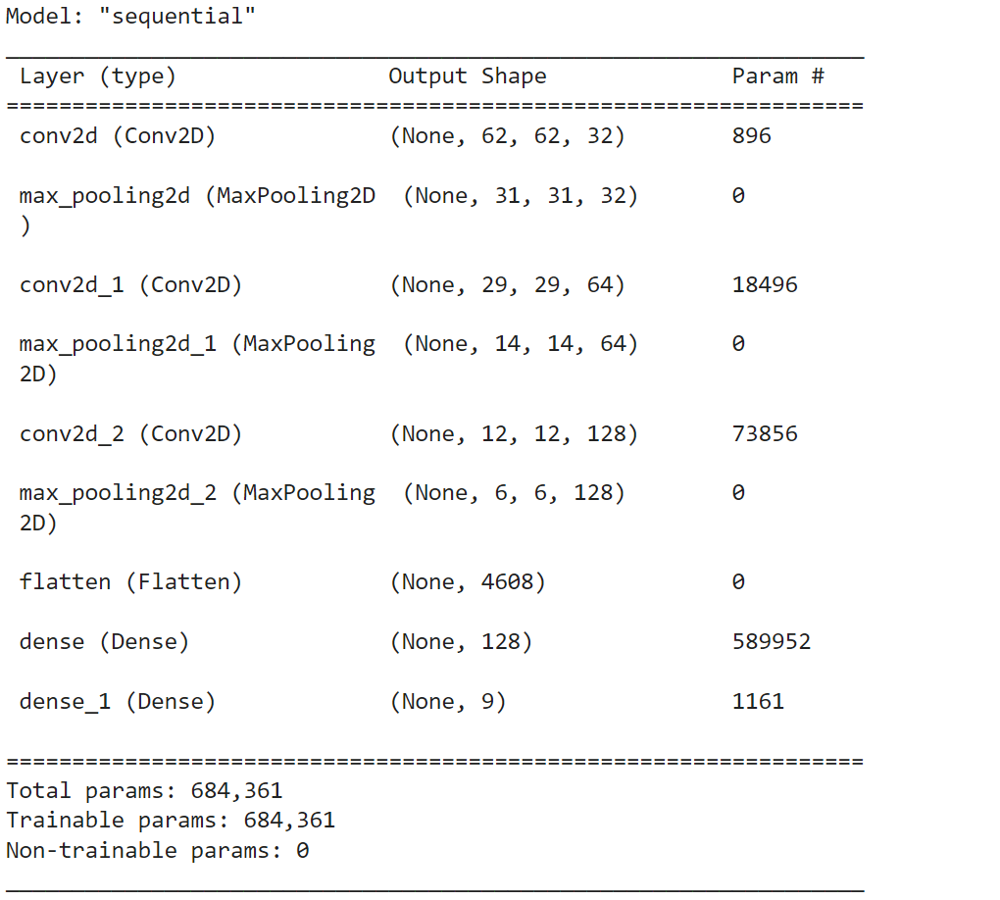 Model: "sequential"
_________________________________________________________________
Layer (type)                Output Shape              Param #
=================================================================
conv2d (Conv2D)             (None, 62, 62, 32)        896
max_pooling2d (MaxPooling2D  (None, 31, 31, 32)       0
)
conv2d_1 (Conv2D)           (None, 29, 29, 64)        18496
max_pooling2d_1 (MaxPooling  (None, 14, 14, 64)       0
2D)
conv2d_2 (Conv2D)           (None, 12, 12, 128)       73856
max_pooling2d_2 (MaxPooling  (None, 6, 6, 128)        0
2D)
flatten (Flatten)           (None, 4608)              0
dense (Dense)               (None, 128)               589952
dense_1 (Dense)             (None, 9)                 1161
=================================================================
Total params: 684,361
Trainable params: 684,361
Non-trainable params: 0
_________________________________________________________________